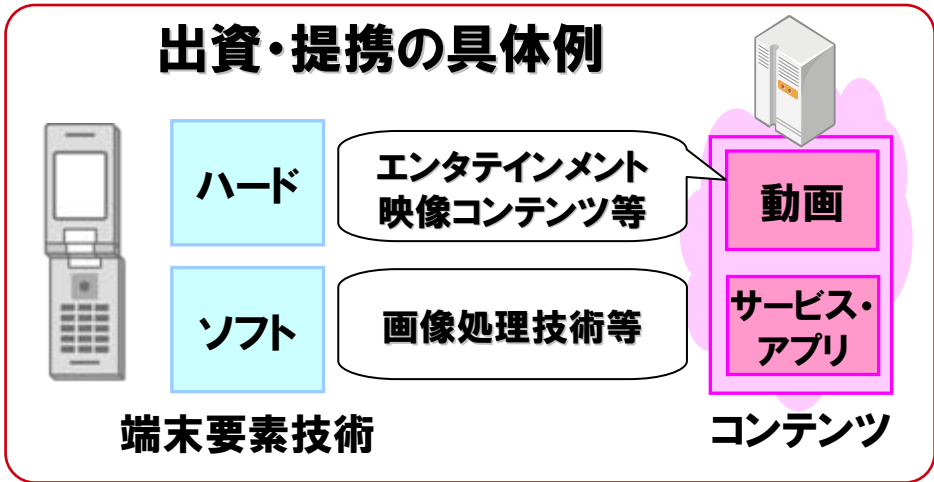 出資・提携の具体例
ハード
エンタテインメント
映像コンテンツ等
動画
ソフト
画像処理技術等
サービス・
アプリ
端末要素技術
コンテンツ